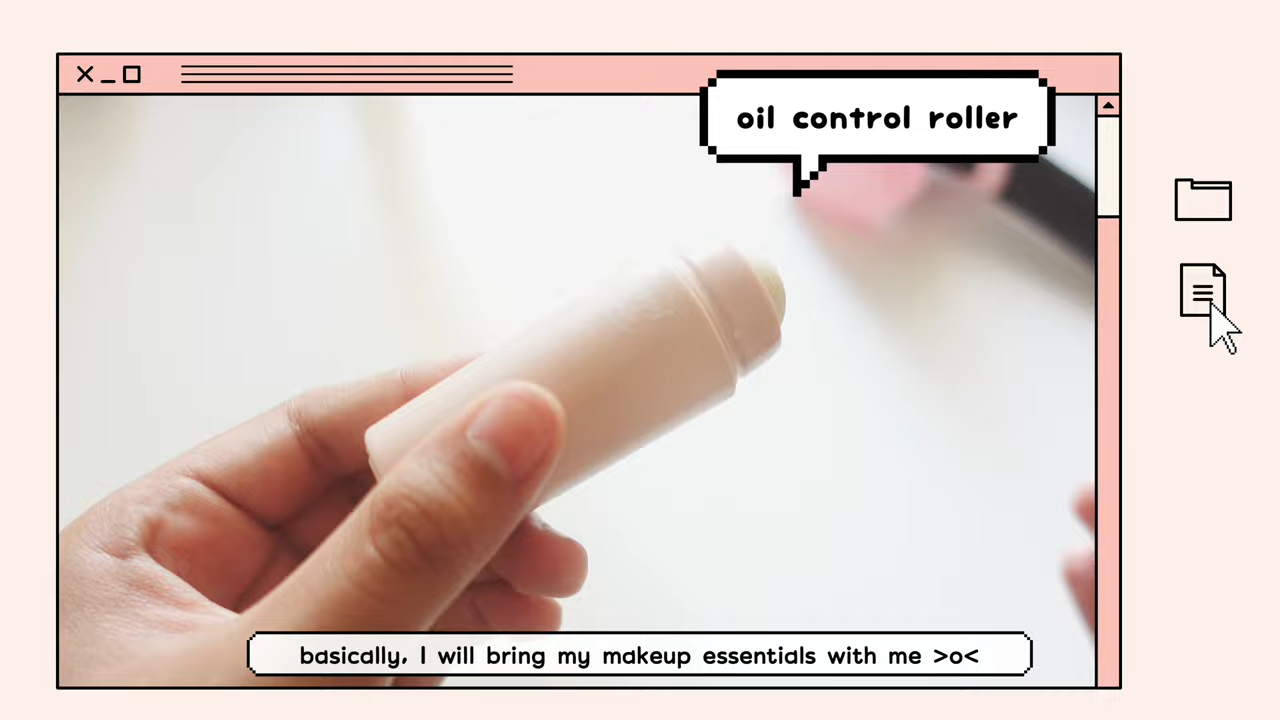 oil control roller
basically, I will bring my makeup essentials with me >o<